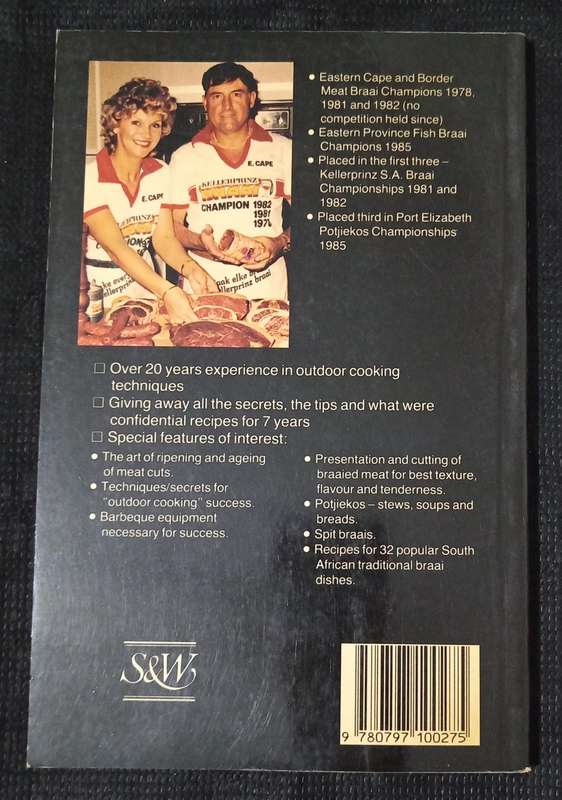 E. CAPE
E. CAPE
KELLERPRINZ
CHAMPION 1982
1981
KELLERPRINZ
ellerprinz braai
• Eastern Cape and Border
Meat Braai Champions 1978,
1981 and 1982 (no
competition held since)
• Eastern Province Fish Braai
Champions 1985
• Placed in the first three –
Kellerprinz S.A. Braai
Championships 1981 and
1982
• Placed third in Port Elizabeth
Potjiekos Championships
1985
□ Over 20 years experience in outdoor cooking
techniques
□ Giving away all the secrets, the tips and what were
confidential recipes for 7 years
□ Special features of interest:
• The art of ripening and ageing
of meat cuts.
• Techniques/secrets for
"outdoor cooking" success.
• Barbeque equipment
necessary for success.
• Presentation and cutting of
braaied meat for best texture,
flavour and tenderness.
• Potjiekos – stews, soups and
breads.
• Spit braais.
• Recipes for 32 popular South
African traditional braai
dishes.
S&W
9 780797 100275